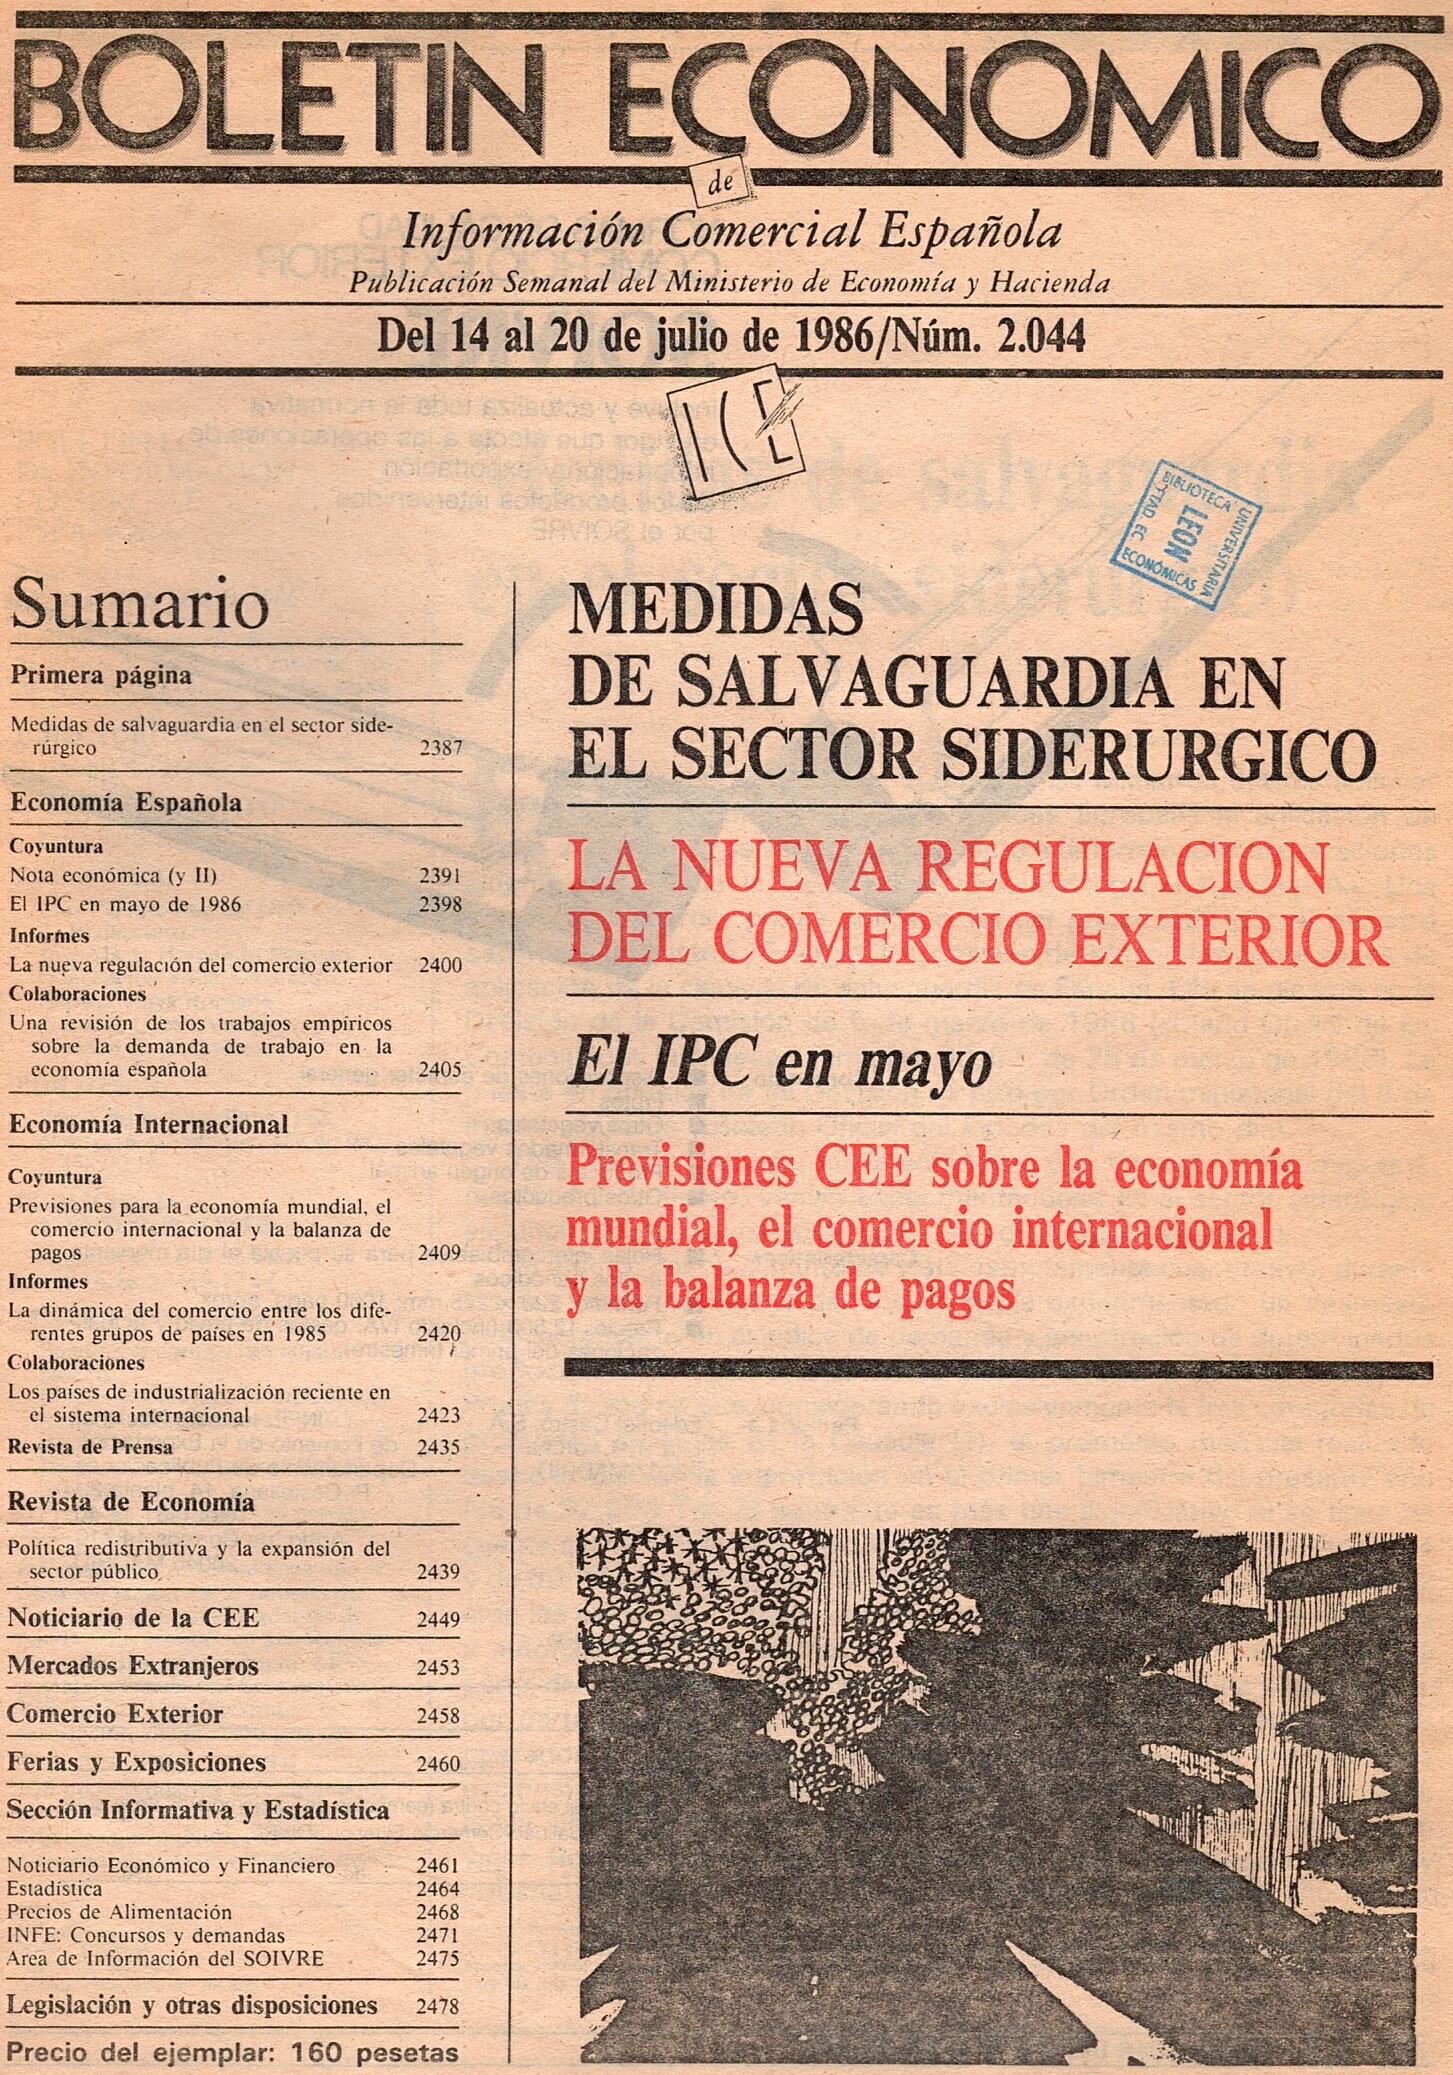 BOLETIN ECONOMICO
de
Información Comercial Española
Publicación Semanal del Ministerio de Economía y Hacienda
Del 14 al 20 de julio de 1986/Núm. 2.044
ICE
BIBLIOTECA UNIVERSITARIA
LEON
FTAD. EC. ECONÓMICAS
Sumario
Primera página
Medidas de salvaguardia en el sector side-
rúrgico 2387
Economía Española
Coyuntura
Nota económica (y II) 2391
El IPC en mayo de 1986 2398
Informes
La nueva regulación del comercio exterior 2400
Colaboraciones
Una revisión de los trabajos empíricos
sobre la demanda de trabajo en la
economía española 2405
Economía Internacional
Coyuntura
Previsiones para la economía mundial, el
comercio internacional y la balanza de
pagos 2409
Informes
La dinámica del comercio entre los dife-
rentes grupos de países en 1985 2420
Colaboraciones
Los países de industrialización reciente en
el sistema internacional 2423
Revista de Prensa 2435
Revista de Economía
Política redistributiva y la expansión del
sector público 2439
Noticiario de la CEE 2449
Mercados Extranjeros 2453
Comercio Exterior 2458
Ferias y Exposiciones 2460
Sección Informativa y Estadística
Noticiario Económico y Financiero 2461
Estadística 2464
Precios de Alimentación 2468
INFE: Concursos y demandas 2471
Area de Información del SOIVRE 2475
Legislación y otras disposiciones 2478
Precio del ejemplar: 160 pesetas
MEDIDAS
DE SALVAGUARDIA EN
EL SECTOR SIDERURGICO
LA NUEVA REGULACION
DEL COMERCIO EXTERIOR
El IPC en mayo
Previsiones CEE sobre la economía
mundial, el comercio internacional
y la balanza de pagos